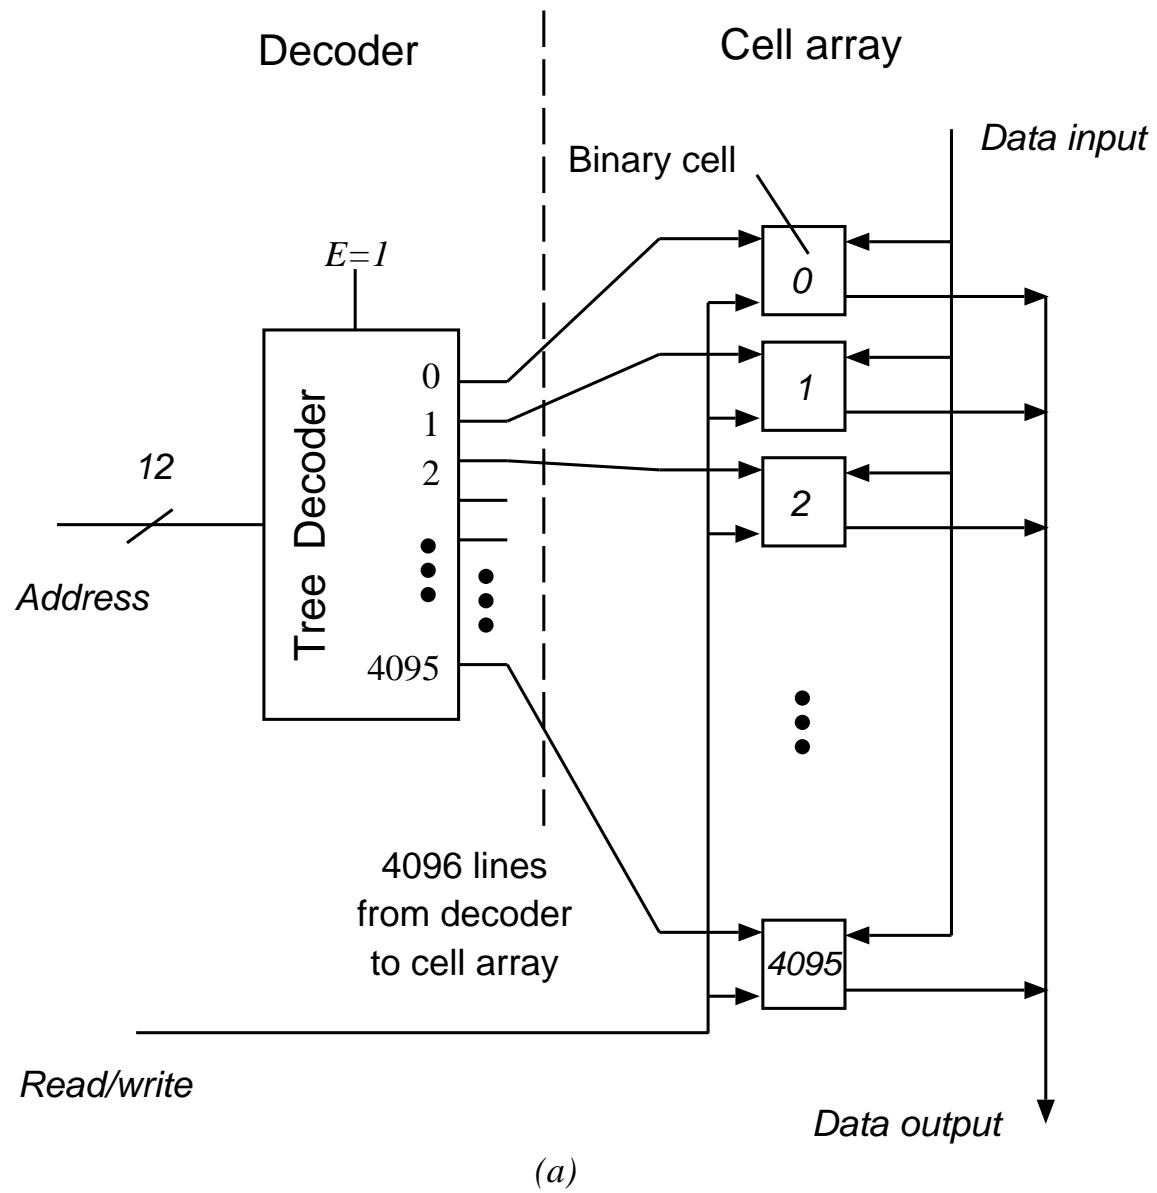 Decoder
Cell array
Data input
Binary cell
E=1
0
0
1
1
2
2
12
Tree Decoder
Address
4095
4096 lines
from decoder
to cell array
4095
Read/write
Data output
(a)